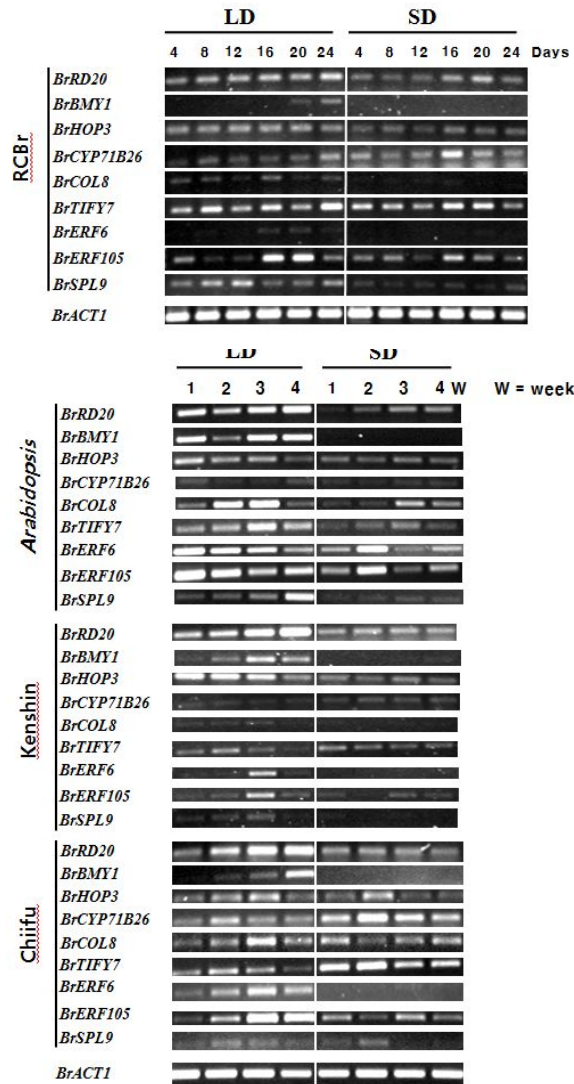 LD SD
4 8 12 16 20 24 4 8 12 16 20 24 Days
RCBr
BrRD20
BrBMY1
BrHOP3
BrCYP71B26
BrCOL8
BrTIFY7
BrERF6
BrERF105
BrSPL9
BrACT1
LD SD
1 2 3 4 1 2 3 4 W W = week
Arabidopsis
BrRD20
BrBMY1
BrHOP3
BrCYP71B26
BrCOL8
BrTIFY7
BrERF6
BrERF105
BrSPL9
Kenshin
BrRD20
BrBMY1
BrHOP3
BrCYP71B26
BrCOL8
BrTIFY7
BrERF6
BrERF105
BrSPL9
Chiifu
BrRD20
BrBMY1
BrHOP3
BrCYP71B26
BrCOL8
BrTIFY7
BrERF6
BrERF105
BrSPL9
BrACT1